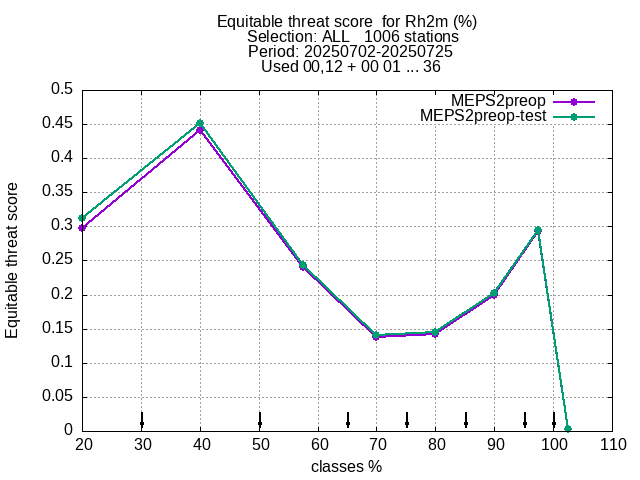 Equitable threat score  for Rh2m (%)
Selection: ALL   1006 stations
Period: 20250702-20250725
Used 00,12 + 00 01 ... 36
MEPS2preop
MEPS2preop-test
Equitable threat score
0.5
0.45
0.4
0.35
0.3
0.25
0.2
0.15
0.1
0.05
0
20 30 40 50 60 70 80 90 100 110
classes %